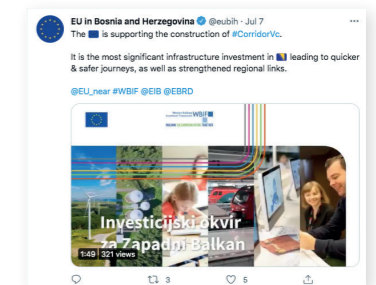 EU in Bosnia and Herzegovina @eubih · Jul 7
The 🇪🇺 is supporting the construction of #CorridorVc.
It is the most significant infrastructure investment in 🇧🇦 leading to quicker
& safer journeys, as well as strengthened regional links.
@EU_near #WBIF @EIB @EBRD
WBIF
Investicijski okvir
za Zapadni Balkan
1:49 321 views
3 5